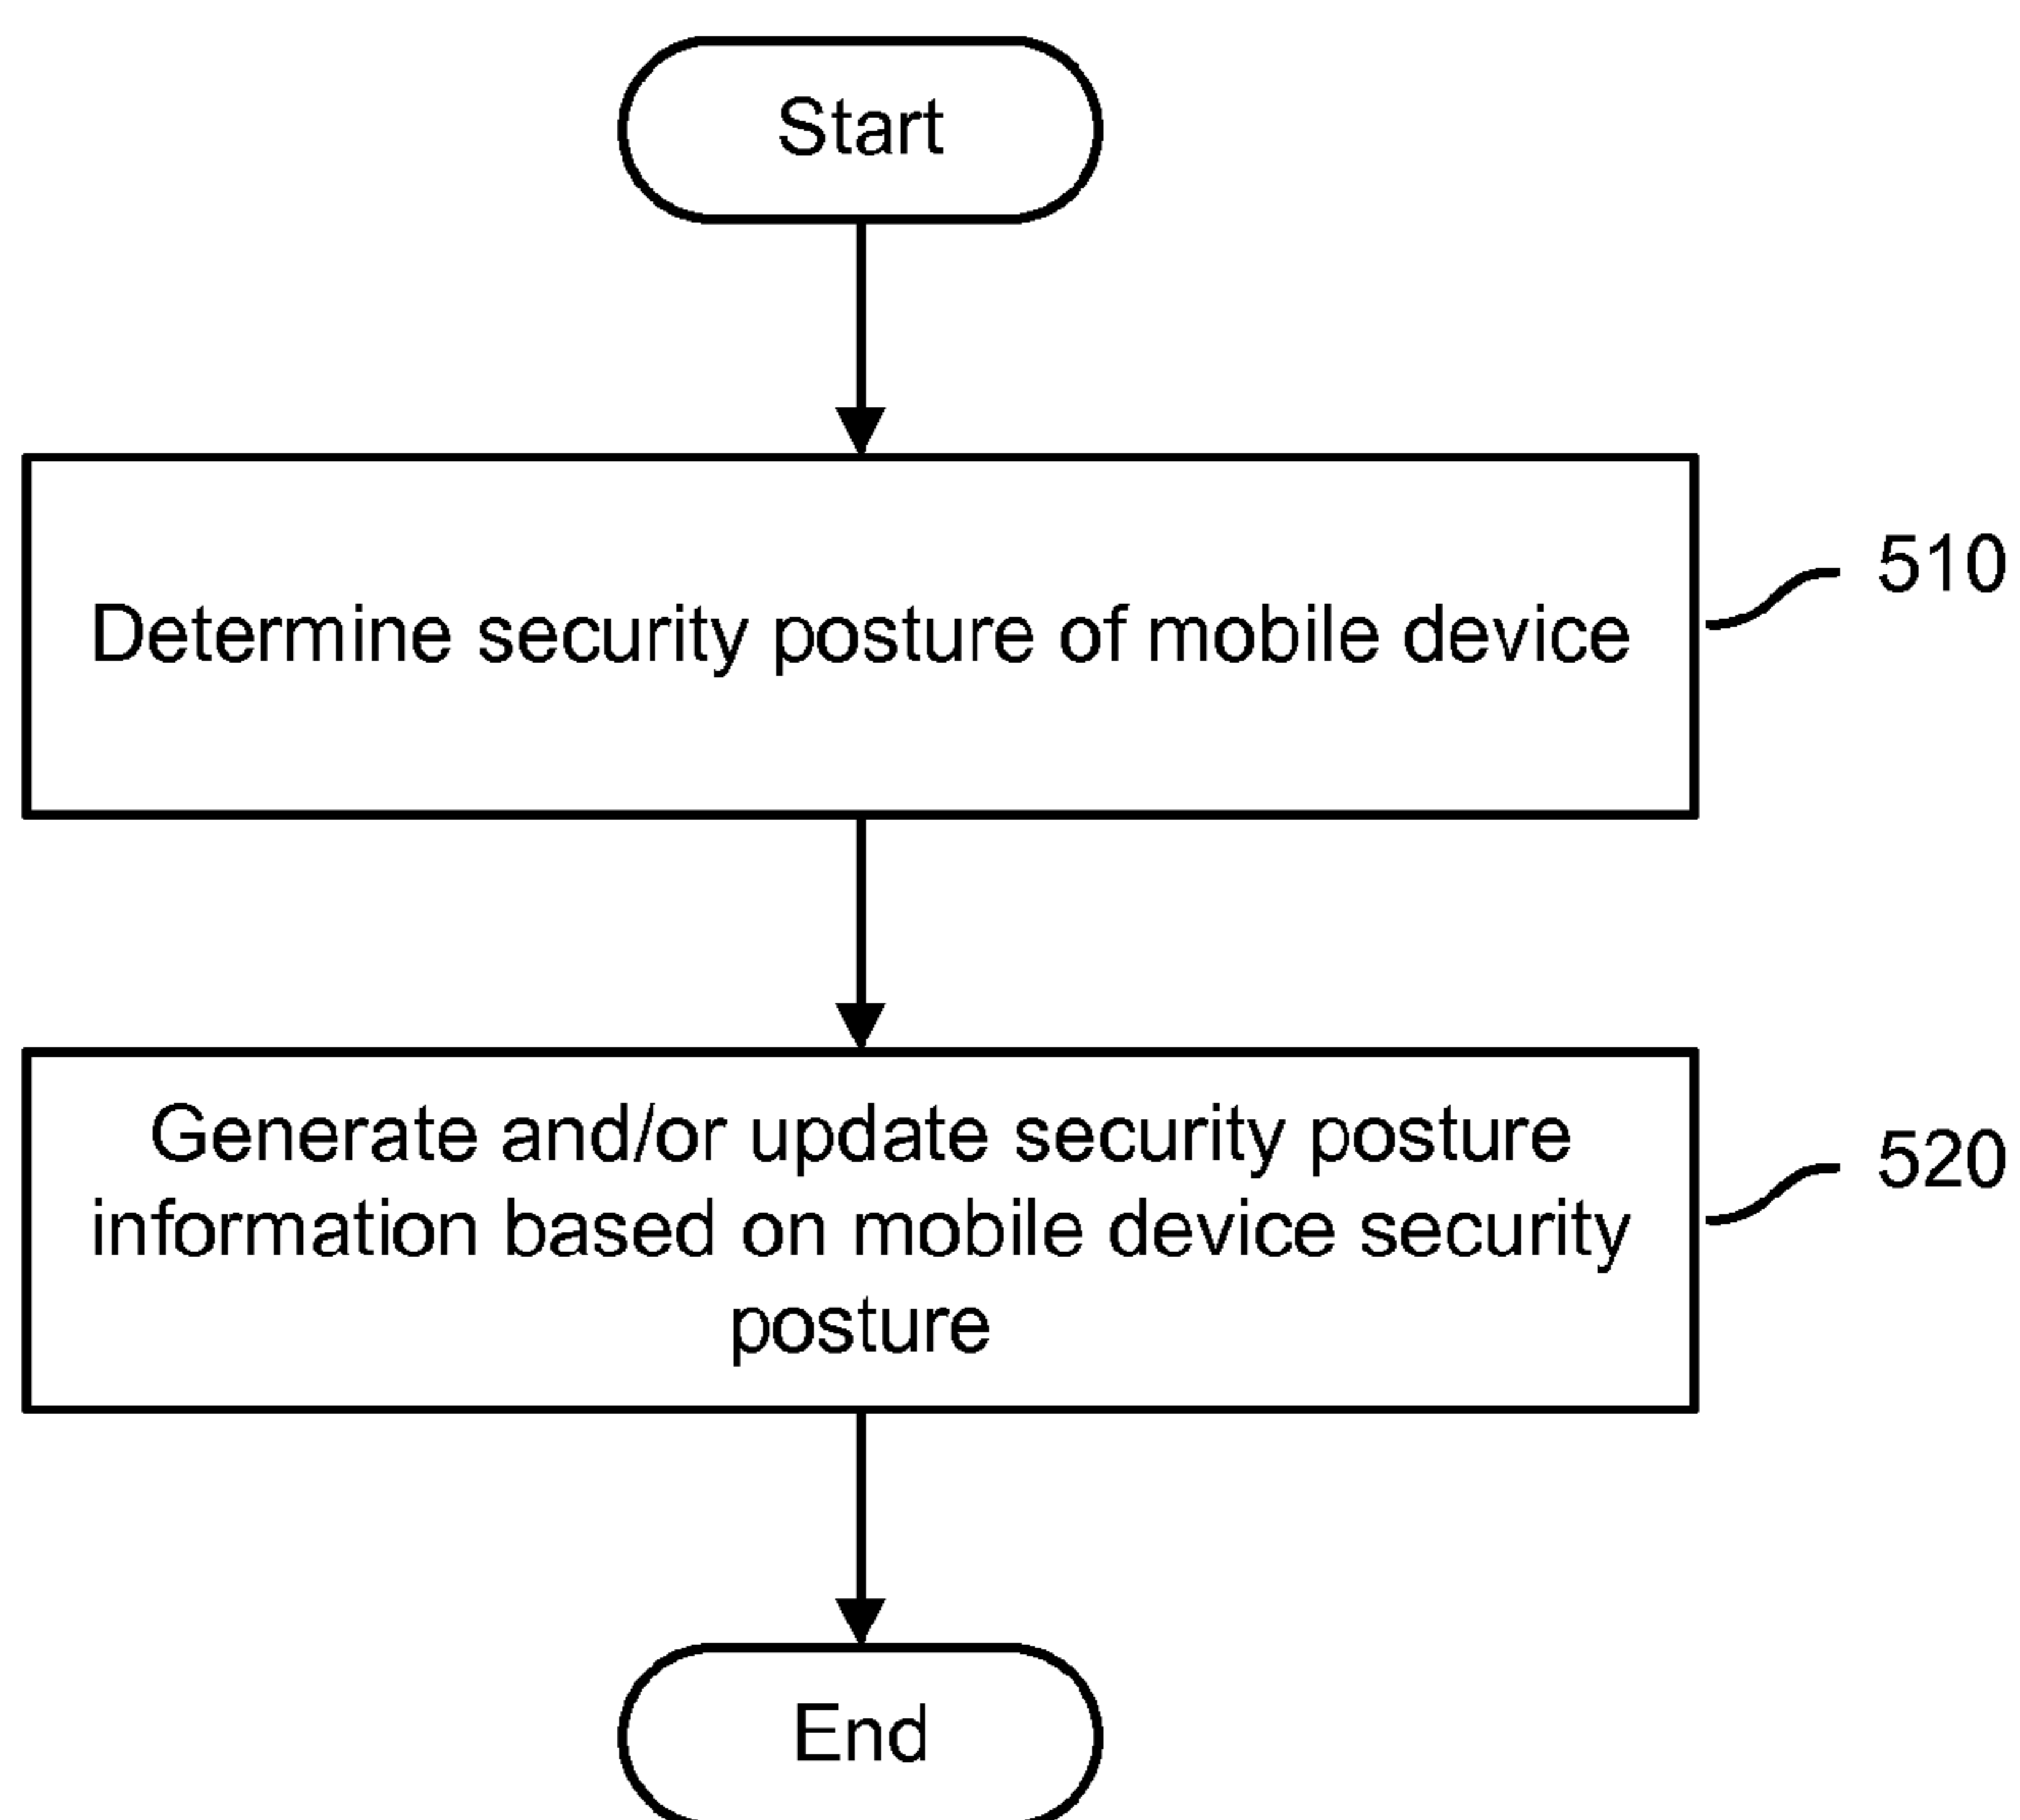 Start
510
Determine security posture of mobile device
Generate and/or update security posture
520
information based on mobile device security
posture
End